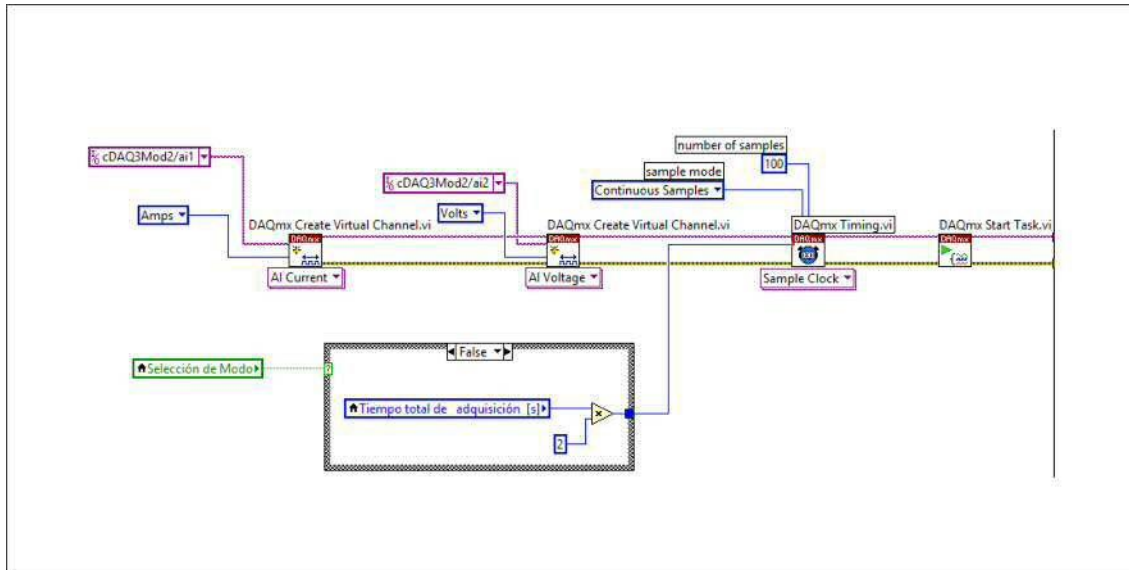 number of samples
cDAQ3Mod2/ai1
100
sample mode
cDAQ3Mod2/ai2
Continuous Samples
Amps
Volts
DAQmx Create Virtual Channel.vi
DAQmx Create Virtual Channel.vi
DAQmx Timing.vi
DAQmx Start Task.vi
DAQmx
DAQmx
DAQmx
DAQmx
AI Current
AI Voltage
Sample Clock
False
Selección de Modo
?
Tiempo total de adquisición [s]
x
2